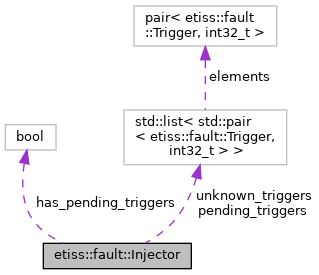 pair< etiss::fault
::Trigger, int32_t >
elements
std::list< std::pair
< etiss::fault::Trigger,
int32_t > >
bool
has_pending_triggers
unknown_triggers
pending_triggers
etiss::fault::Injector